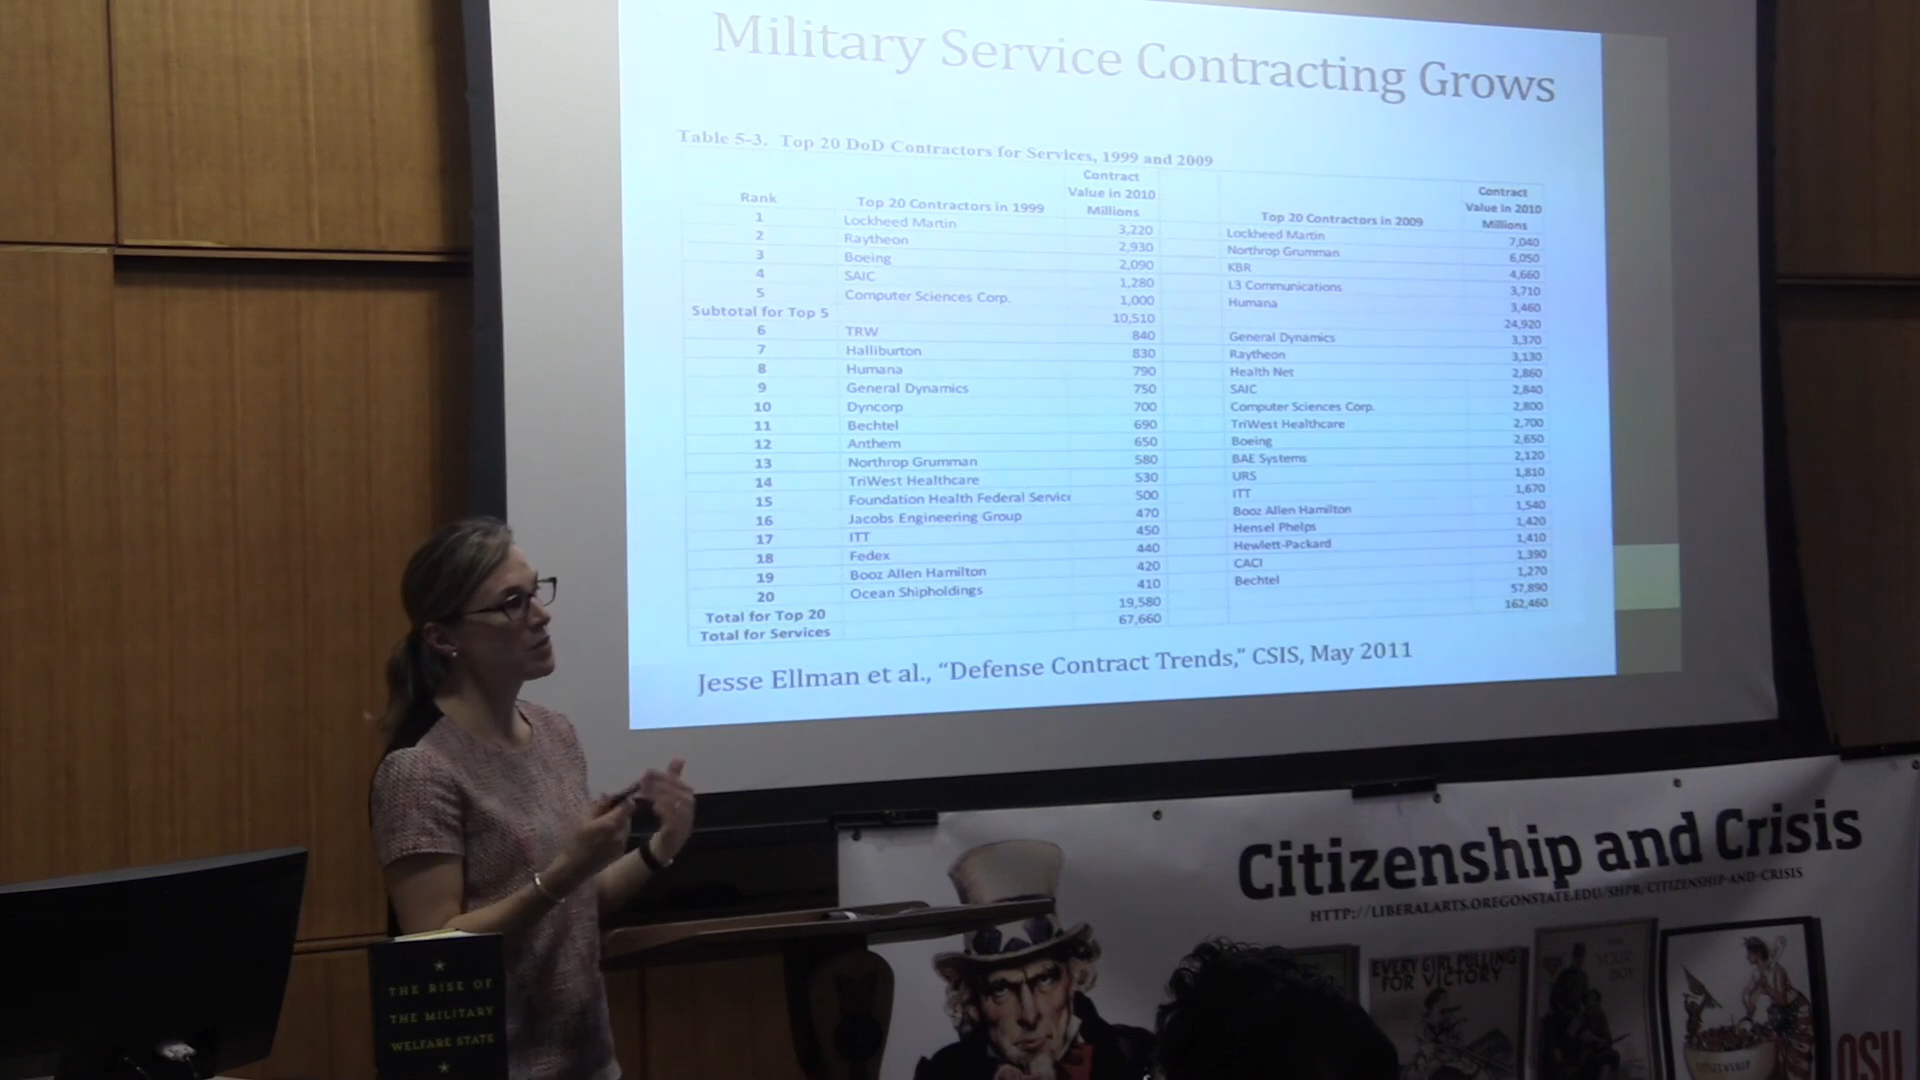 Military Service Contracting Grows
Table 5-3. Top 20 DoD Contractors for Services, 1999 and 2009
Rank Top 20 Contractors in 1999 Contract Value in 2010 Millions Top 20 Contractors in 2009 Contract Value in 2010 Millions
1 Lockheed Martin 3,220 Lockheed Martin 7,040
2 Raytheon 2,930 Northrop Grumman 6,050
3 Boeing 2,090 KBR 4,660
4 SAIC 1,280 L3 Communications 3,710
5 Computer Sciences Corp. 1,000 Humana 3,460
Subtotal for Top 5 10,510 24,920
6 TRW 840 General Dynamics 3,370
7 Halliburton 830 Raytheon 3,130
8 Humana 790 Health Net 2,860
9 General Dynamics 750 SAIC 2,840
10 Dyncorp 700 Computer Sciences Corp. 2,800
11 Bechtel 690 TriWest Healthcare 2,700
12 Anthem 650 Boeing 2,650
13 Northrop Grumman 580 BAE Systems 2,120
14 TriWest Healthcare 530 URS 1,810
15 Foundation Health Federal Service 500 ITT 1,670
16 Jacobs Engineering Group 470 Booz Allen Hamilton 1,540
17 ITT 450 Hensel Phelps 1,420
18 Fedex 440 Hewlett-Packard 1,410
19 Booz Allen Hamilton 420 CACI 1,390
20 Ocean Shipholdings 410 Bechtel 1,270
Total for Top 20 19,580 57,890
Total for Services 67,660 162,460
Jesse Ellman et al., “Defense Contract Trends,” CSIS, May 2011
Citizenship and Crisis
HTTP://LIBERALARTS.OREGONSTATE.EDU/SHPR/CITIZENSHIP-AND-CRISIS
EVERY GIRL PULLING
FOR VICTORY
CITIZENSHIP
OSU
THE RISE OF
THE MILITARY
WELFARE STATE